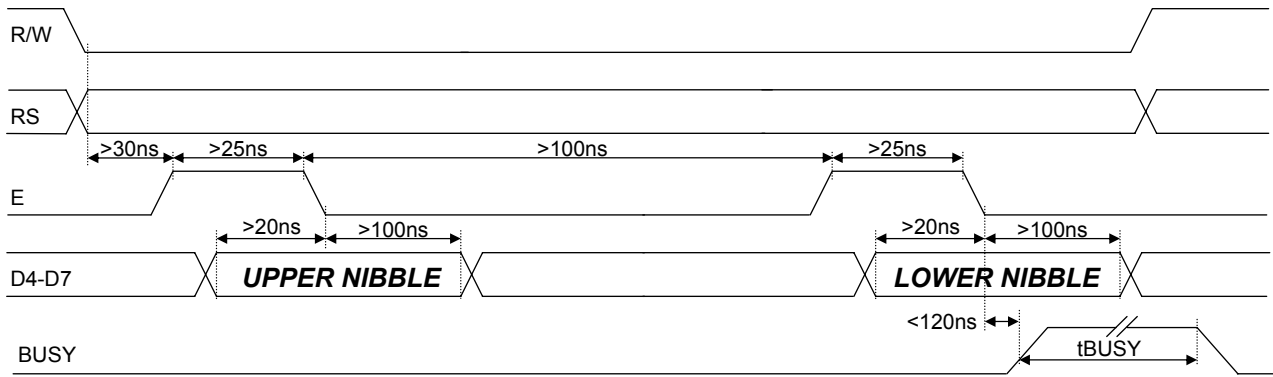 R/W
RS
>30ns >25ns >100ns >25ns
E
>20ns >100ns >20ns >100ns
D4-D7 UPPER NIBBLE LOWER NIBBLE
<120ns
BUSY tBUSY